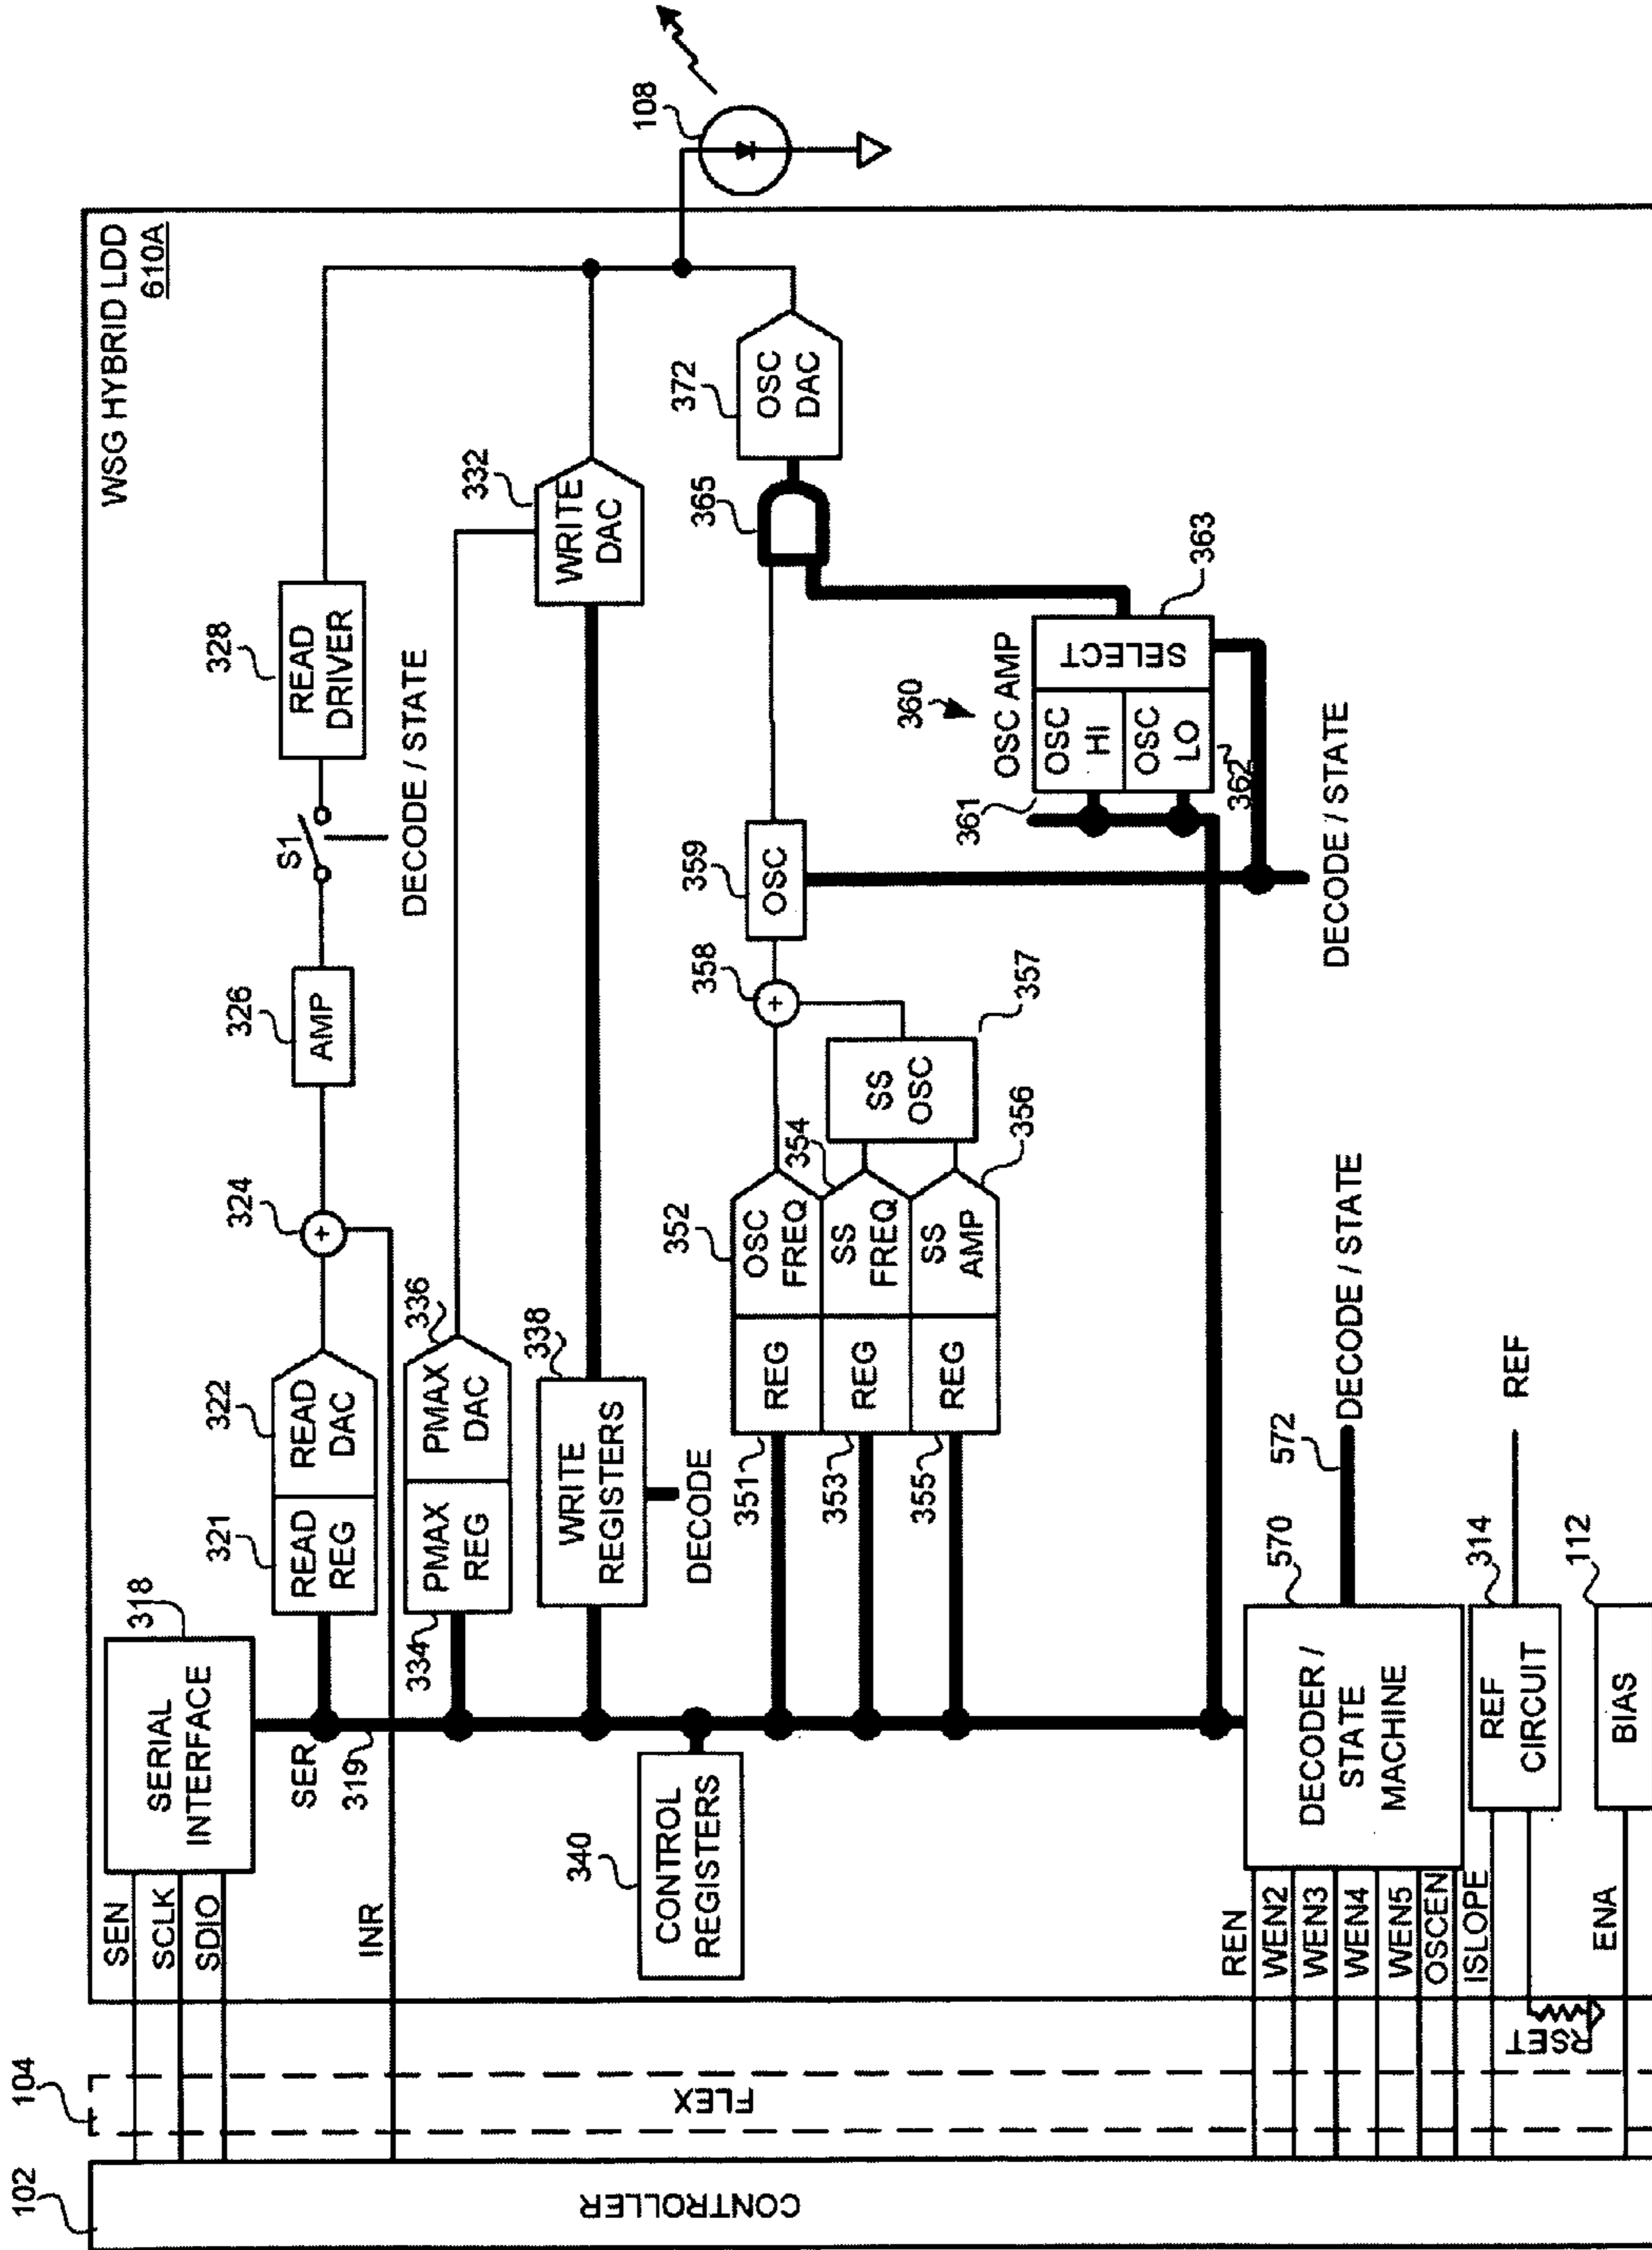 WSG HYBRID LDD
610A
102
CONTROLLER
104
FLEX
SEN
SCLK
SDIO
318
SERIAL
INTERFACE
SER
319
INR
321
READ
REG
322
READ
DAC
324
+
326
AMP
S1
DECODE / STATE
328
READ
DRIVER
108
334
PMAX
REG
336
PMAX
DAC
338
WRITE
REGISTERS
DECODE
332
WRITE
DAC
340
CONTROL
REGISTERS
351
REG
353
REG
355
REG
352
OSC
FREQ
354
SS
FREQ
356
SS
AMP
357
SS
OSC
358
+
359
OSC
360
OSC AMP
361
OSC
HI
362
OSC
LO
363
SELECT
DECODE / STATE
365
372
OSC
DAC
REN
WEN2
WEN3
WEN4
WEN5
OSCEN
570
DECODER /
STATE
MACHINE
572
DECODE / STATE
ISLOPE
RSET
314
REF
CIRCUIT
REF
ENA
112
BIAS